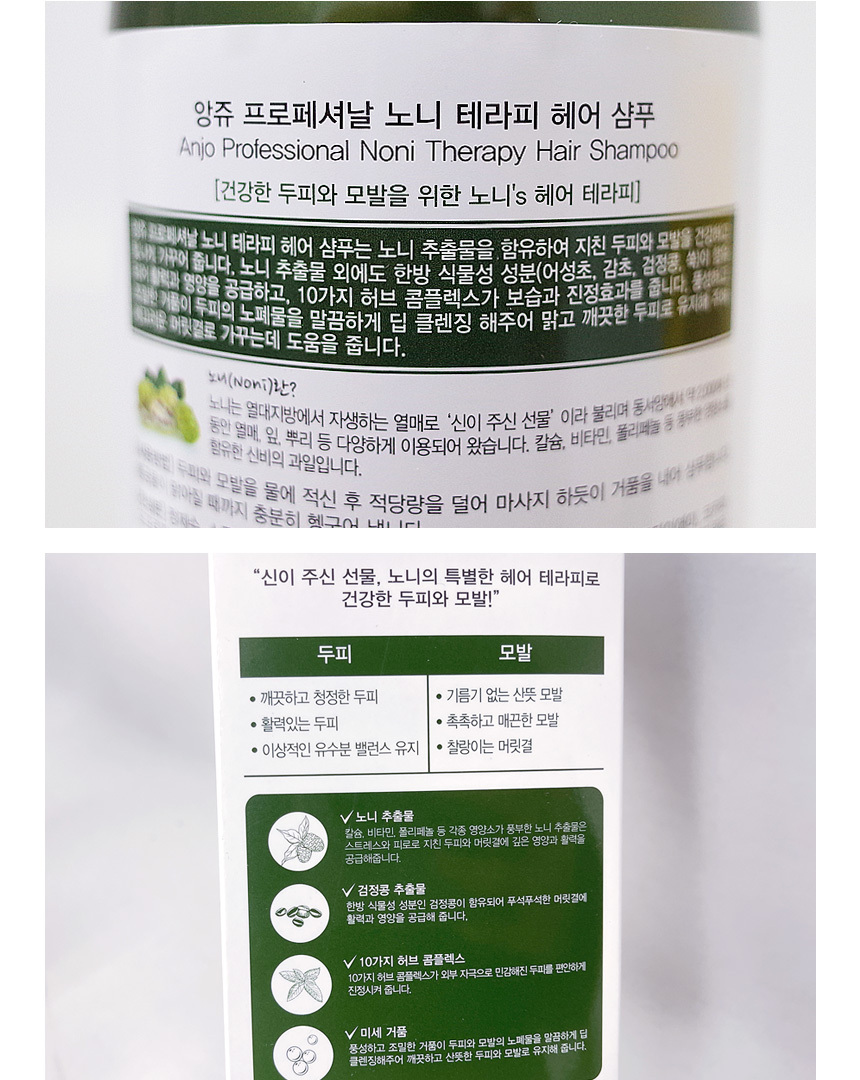 앙쥬 프로페셔날 노니 테라피 헤어 샴푸
Anjo Professional Noni Therapy Hair Shampoo
[건강한 두피와 모발을 위한 노니's 헤어 테라피]
프로페셔날 노니 테라피 헤어 샴푸는 노니 추출물을 함유하여 지친 두피와 모발을
가꾸어 줍니다. 노니 추출물 외에도 한방 식물성 성분(어성초, 감초, 검정콩, 쑥)이
활력과 영양을 공급하고, 10가지 허브 콤플렉스가 보습과 진정효과를 줍니다.
거품이 두피의 노폐물을 말끔하게 딥 클렌징 해주어 맑고 깨끗한 두피로 유지해
머릿결로 가꾸는데 도움을 줍니다.
노니(Noni)란?
노니는 열대지방에서 자생하는 열매로 ‘신이 주신 선물’ 이라 불리며 동서양에서 약
동안 열매, 잎, 뿌리 등 다양하게 이용되어 왔습니다. 칼슘, 비타민, 폴리페놀 등 풍부한
함유한 신비의 과일입니다.
두피와 모발을 물에 적신 후 적당량을 덜어 마사지 하듯이 거품을 내어
때까지 충분히 헹구어 냅니다.
“신이 주신 선물, 노니의 특별한 헤어 테라피로
건강한 두피와 모발!”
두피 모발
• 깨끗하고 청정한 두피 • 기름기 없는 산뜻 모발
• 활력있는 두피 • 촉촉하고 매끈한 모발
• 이상적인 유수분 밸런스 유지 • 찰랑이는 머릿결
✓노니 추출물
칼슘, 비타민, 폴리페놀 등 각종 영양소가 풍부한 노니 추출물은
스트레스와 피로로 지친 두피와 머릿결에 깊은 영양과 활력을
공급해줍니다.
✓검정콩 추출물
한방 식물성 성분인 검정콩이 함유되어 푸석푸석한 머릿결에
활력과 영양을 공급해 줍니다.
✓10가지 허브 콤플렉스
10가지 허브 콤플렉스가 외부 자극으로 민감해진 두피를 편안하게
진정시켜 줍니다.
✓미세 거품
풍성하고 조밀한 거품이 두피와 모발의 노폐물을 말끔하게 딥
클렌징해주어 깨끗하고 산뜻한 두피와 모발로 유지해 줍니다.